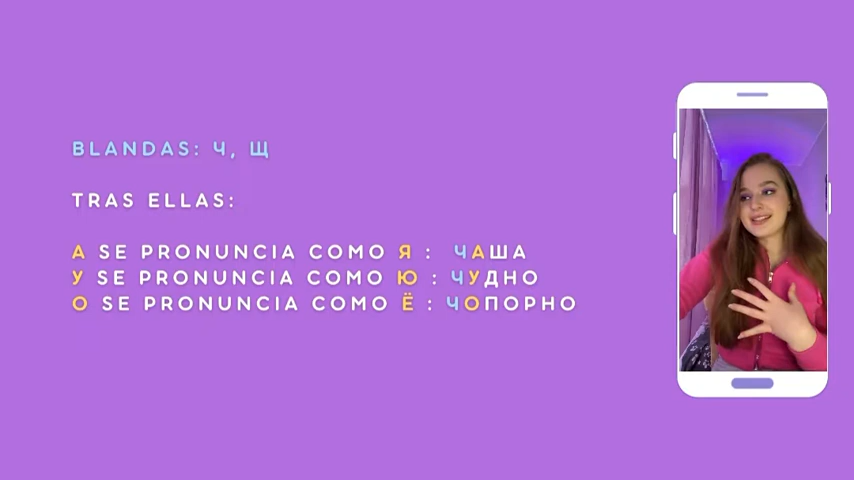 BLANDAS: Ч, Щ
TRAS ELLAS:
А SE PRONUNCIA COMO Я : ЧАША
У SE PRONUNCIA COMO Ю : ЧУДНО
О SE PRONUNCIA COMO Ё : ЧОПОРНО